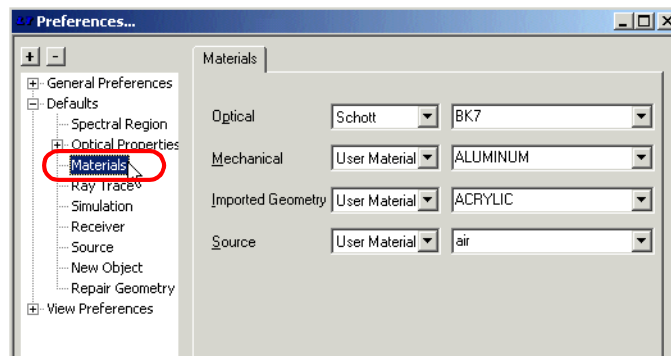 Preferences...
+ -
General Preferences
Defaults
Spectral Region
Optical Properties
Materials
Ray Trace
Simulation
Receiver
Source
New Object
Repair Geometry
View Preferences
Materials
Optical Schott BK7
Mechanical User Material ALUMINUM
Imported Geometry User Material ACRYLIC
Source User Material air